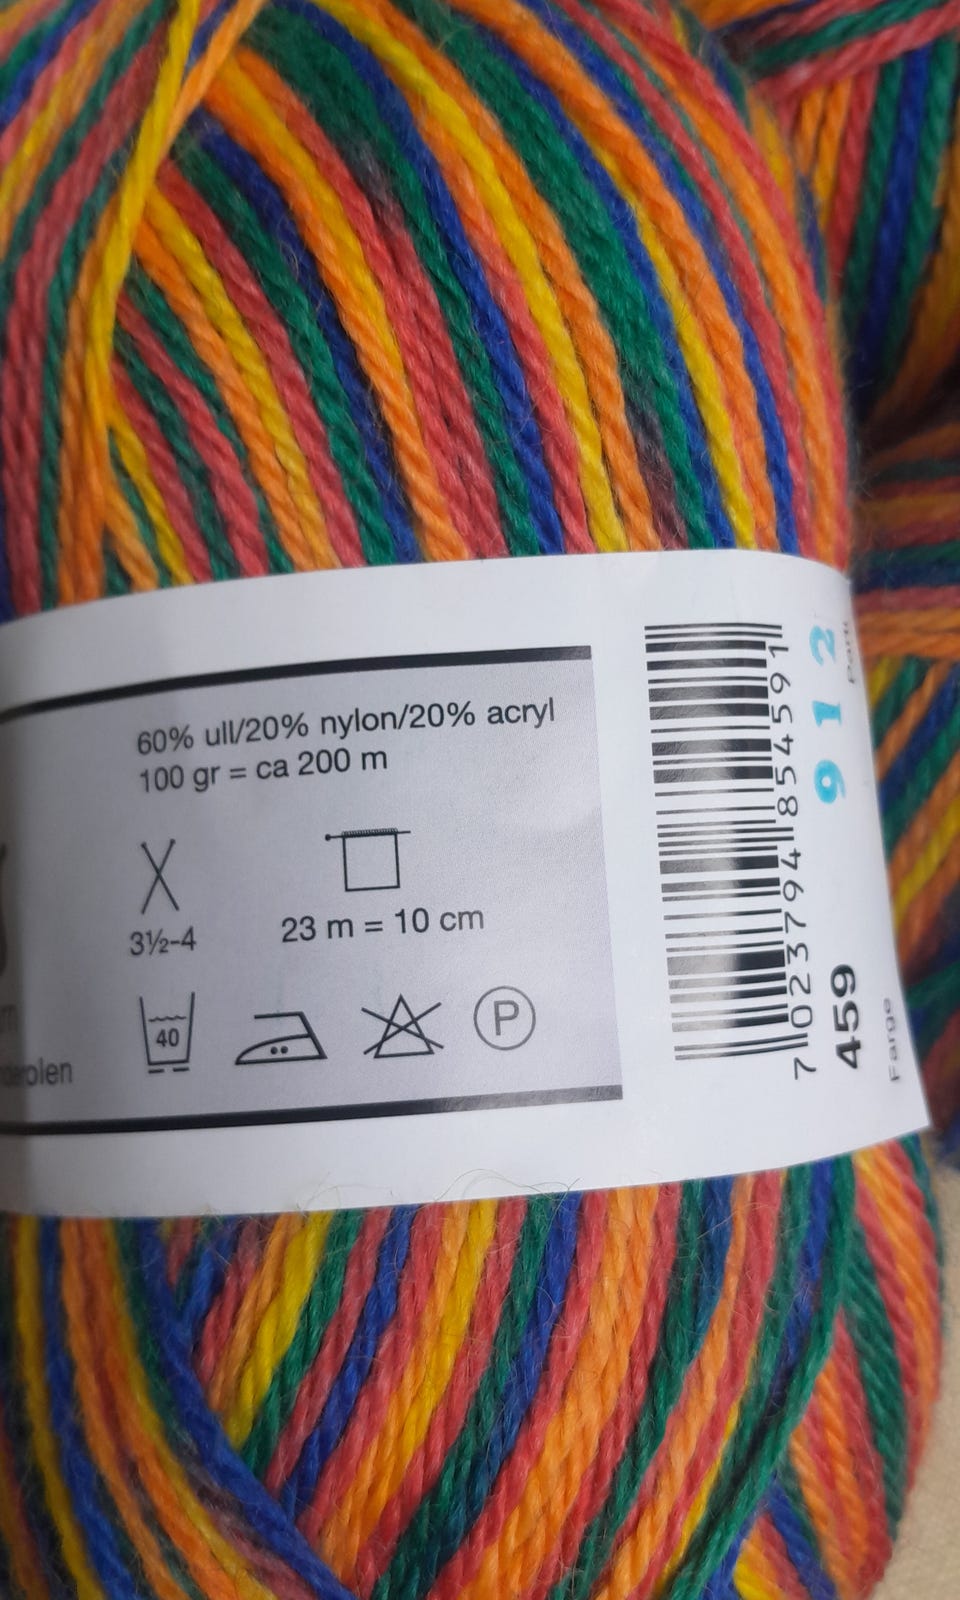 60% ull/20% nylon/20% acryl
100 gr = ca 200 m
3½-4
23 m = 10 cm
40
P
7 023794 854591
459
Farge
912
Parti